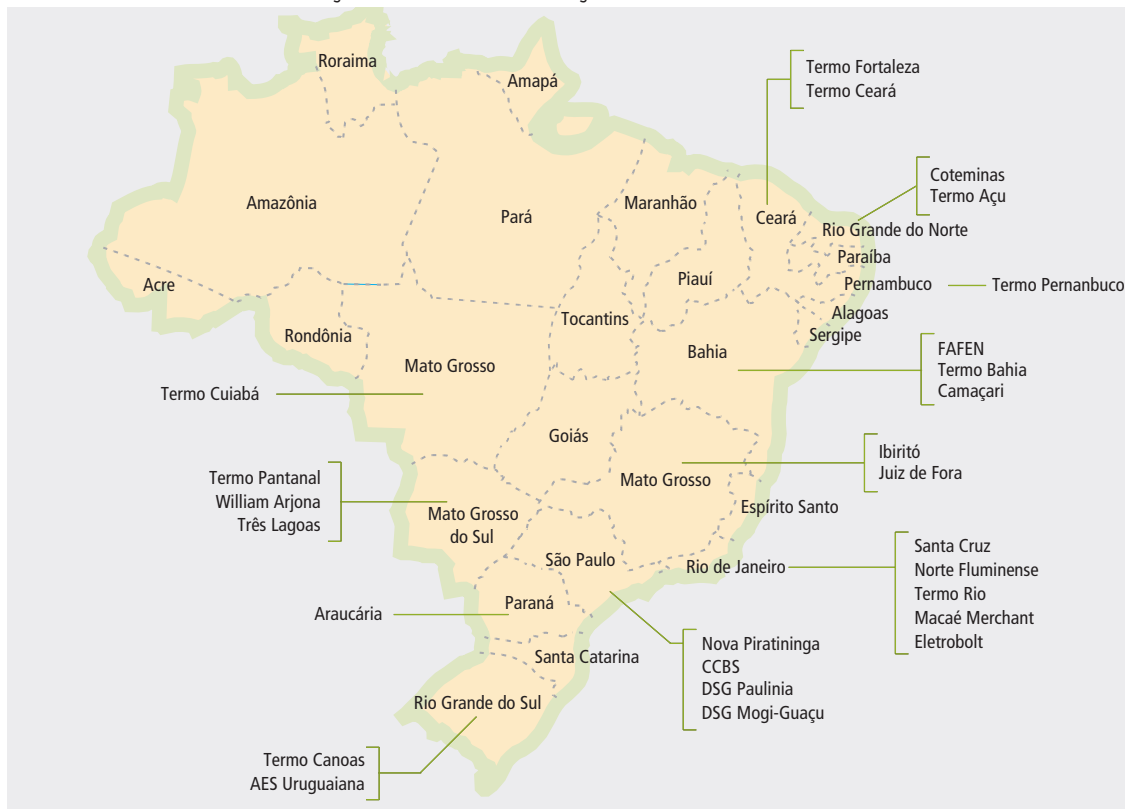 Roraima
Amapá
Termo Fortaleza
Termo Ceará
Coteminas
Termo Açu
Amazônia
Pará
Maranhão
Ceará
Rio Grande do Norte
Paraíba
Acre
Piauí
Pernambuco
Termo Pernanbuco
Rondônia
Tocantins
Alagoas
Sergipe
Mato Grosso
Bahia
FAFEN
Termo Bahia
Camaçari
Termo Cuiabá
Goiás
Mato Grosso
Ibiritó
Juiz de Fora
Termo Pantanal
William Arjona
Três Lagoas
Mato Grosso
do Sul
Espírito Santo
São Paulo
Rio de Janeiro
Santa Cruz
Norte Fluminense
Termo Rio
Macaé Merchant
Eletrobolt
Araucária
Paraná
Santa Catarina
Nova Piratininga
CCBS
DSG Paulinia
DSG Mogi-Guaçu
Rio Grande do Sul
Termo Canoas
AES Uruguaiana